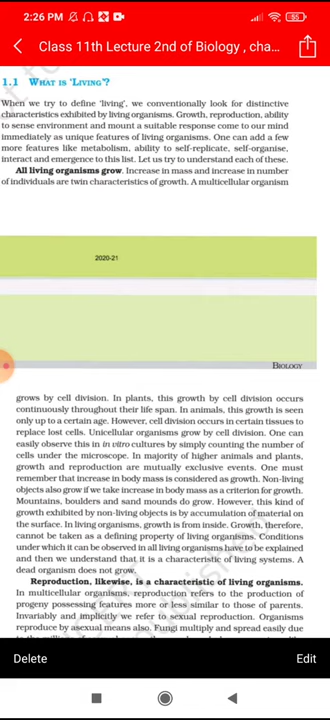 2:26 PM
Class 11th Lecture 2nd of Biology , cha...
1.1 WHAT IS 'LIVING'?
When we try to define 'living', we conventionally look for distinctive
characteristics exhibited by living organisms. Growth, reproduction, ability
to sense environment and mount a suitable response come to our mind
immediately as unique features of living organisms. One can add a few
more features like metabolism, ability to self-replicate, self-organise,
interact and emergence to this list. Let us try to understand each of these.
All living organisms grow. Increase in mass and increase in number
of individuals are twin characteristics of growth. A multicellular organism
2020-21
BIOLOGY
grows by cell division. In plants, this growth by cell division occurs
continuously throughout their life span. In animals, this growth is seen
only up to a certain age. However, cell division occurs in certain tissues to
replace lost cells. Unicellular organisms grow by cell division. One can
easily observe this in in vitro cultures by simply counting the number of
cells under the microscope. In majority of higher animals and plants,
growth and reproduction are mutually exclusive events. One must
remember that increase in body mass is considered as growth. Non-living
objects also grow if we take increase in body mass as a criterion for growth.
Mountains, boulders and sand mounds do grow. However, this kind of
growth exhibited by non-living objects is by accumulation of material on
the surface. In living organisms, growth is from inside. Growth, therefore,
cannot be taken as a defining property of living organisms. Conditions
under which it can be observed in all living organisms have to be explained
and then we understand that it is a characteristic of living systems. A
dead organism does not grow.
Reproduction, likewise, is a characteristic of living organisms.
In multicellular organisms, reproduction refers to the production of
progeny possessing features more or less similar to those of parents.
Invariably and implicitly we refer to sexual reproduction. Organisms
reproduce by asexual means also. Fungi multiply and spread easily due
Delete
Edit